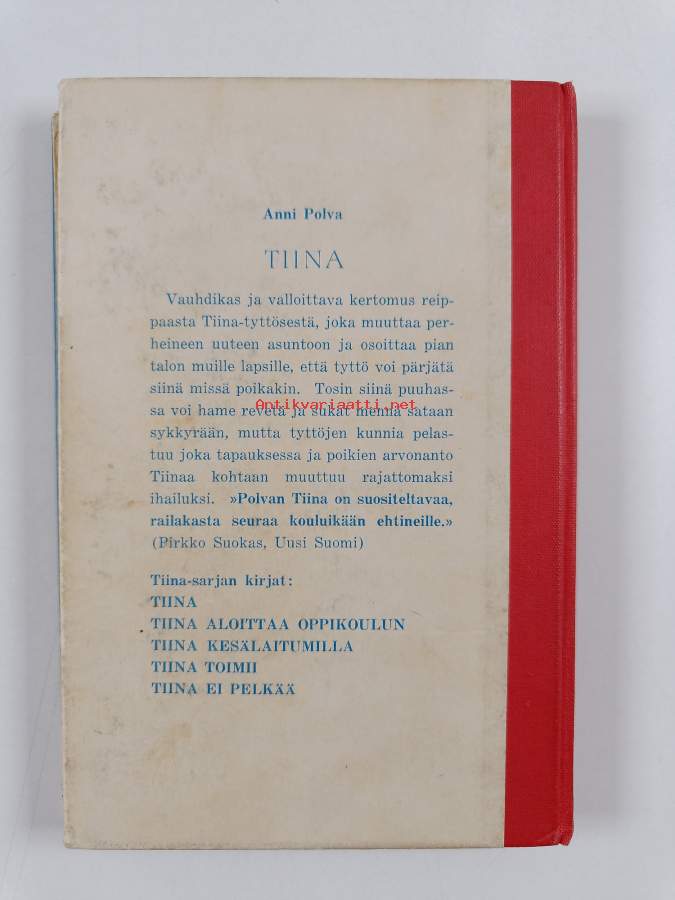 Anni Polva
TIINA
Vauhdikas ja valloittava kertomus reip-
paasta Tiina-tyttösestä, joka muuttaa per-
heineen uuteen asuntoon ja osoittaa pian
talon muille lapsille, että tyttö voi pärjätä
siinä missä poikakin. Tosin siinä puuhas-
Antikvariaatti.net
sa voi hame revetä ja sukat mennä sataan
sykkyrään, mutta tyttöjen kunnia pelas-
tuu joka tapauksessa ja poikien arvonanto
Tiinaa kohtaan muuttuu rajattomaksi
ihailuksi. »Polvan Tiina on suositeltavaa,
railakasta seuraa kouluikään ehtineille.»
(Pirkko Suokas, Uusi Suomi)
Tiina-sarjan kirjat:
TIINA
TIINA ALOITTAA OPPIKOULUN
TIINA KESÄLAITUMILLA
TIINA TOIMII
TIINA EI PELKÄÄ